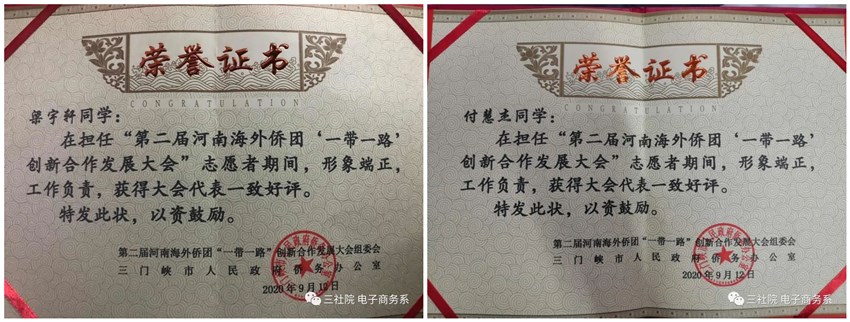 荣誉证书
CONGRATULATION
梁宇轩同学：
在担任“第二届河南海外侨团‘一带一路’
创新合作发展大会”志愿者期间，形象端正，
工作负责，获得大会代表一致好评。
特发此状，以资鼓励。
第二届河南海外侨团“一带一路”创新合作发展大会组委会
三门峡市人民政府侨务办公室
2020年9月12日
三社院 电子商务系
荣誉证书
CONGRATULATION
付慧杰同学：
在担任“第二届河南海外侨团‘一带一路’
创新合作发展大会”志愿者期间，形象端正，
工作负责，获得大会代表一致好评。
特发此状，以资鼓励。
第二届河南海外侨团“一带一路”创新合作发展大会组委会
三门峡市人民政府侨务办公室
2020年9月12日
三社院 电子商务系